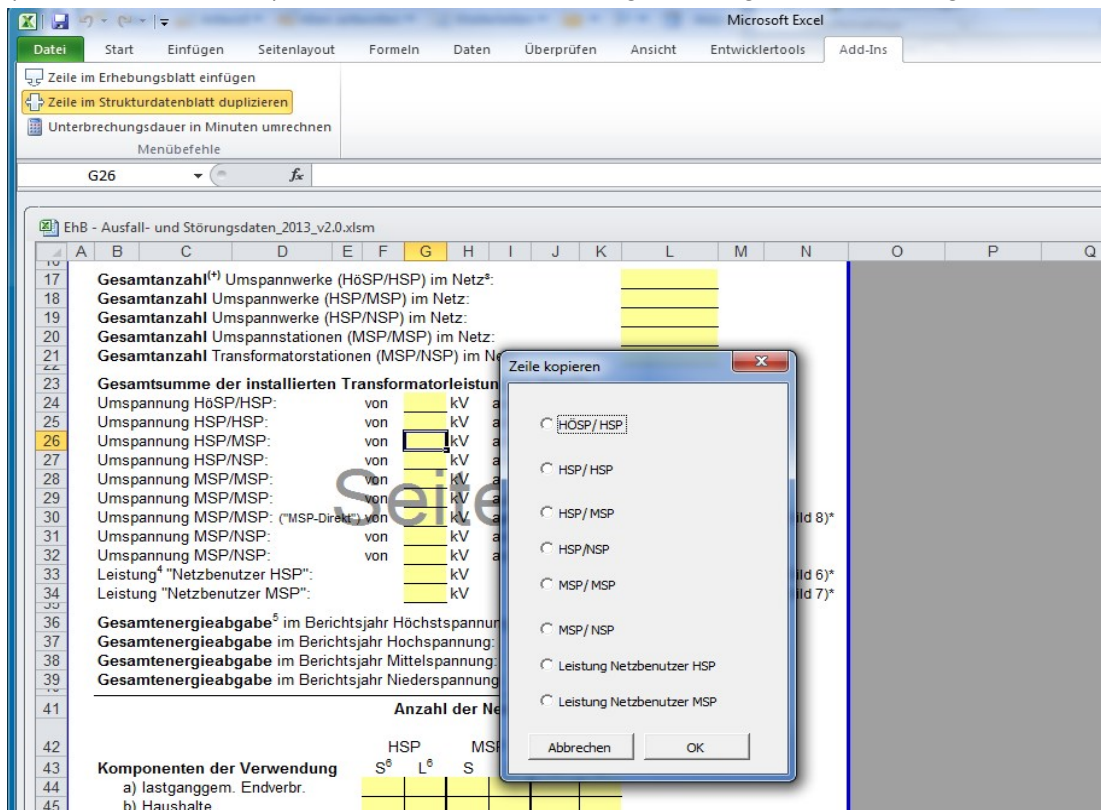 Microsoft Excel
Datei Start Einfügen Seitenlayout Formeln Daten Überprüfen Ansicht Entwicklertools Add-Ins
Zeile im Erhebungsblatt einfügen
Zeile im Strukturdatenblatt duplizieren
Unterbrechungsdauer in Minuten umrechnen
Menübefehle
G26 fx
EhB - Ausfall- und Störungsdaten_2013_v2.0.xlsm
A B C D E F G H I J K L M N O P Q
17 Gesamtanzahl(+) Umspannwerke (HöSP/HSP) im Netz³:
18 Gesamtanzahl Umspannwerke (HSP/MSP) im Netz:
19 Gesamtanzahl Umspannwerke (HSP/NSP) im Netz:
20 Gesamtanzahl Umspannstationen (MSP/MSP) im Netz:
21 Gesamtanzahl Transformatorstationen (MSP/NSP) im
22
23 Gesamtsumme der installierten
24 Umspannung HöSP/HSP: von kV
25 Umspannung HSP/HSP: von kV
26 Umspannung HSP/MSP: von kV
27 Umspannung HSP/NSP: von kV
28 Umspannung MSP/MSP: von kV
29 Umspannung MSP/MSP: von kV
30 Umspannung MSP/MSP: ("MSP-Direkt") von kV 8)*
31 Umspannung MSP/NSP: von kV
32 Umspannung MSP/NSP: von kV
33 Leistung⁴ "Netzbenutzer HSP": kV 6)*
34 Leistung "Netzbenutzer MSP": kV 7)*
Zeile kopieren
HÖSP/ HSP
HSP/ HSP
HSP/ MSP
HSP/NSP
MSP/ MSP
MSP/ NSP
Leistung Netzbenutzer HSP
Leistung Netzbenutzer MSP
Abbrechen OK
36 Gesamtenergieabgabe⁵ im Berichtsjahr
37 Gesamtenergieabgabe im Berichtsjahr Hochspannung:
38 Gesamtenergieabgabe im Berichtsjahr Mittelspannung:
39 Gesamtenergieabgabe im Berichtsjahr
41 Anzahl der
42 HSP
43 Komponenten der Verwendung S⁶ L⁶ S
44 a) lastganggem. Endverbr.
45 b) Haushalte